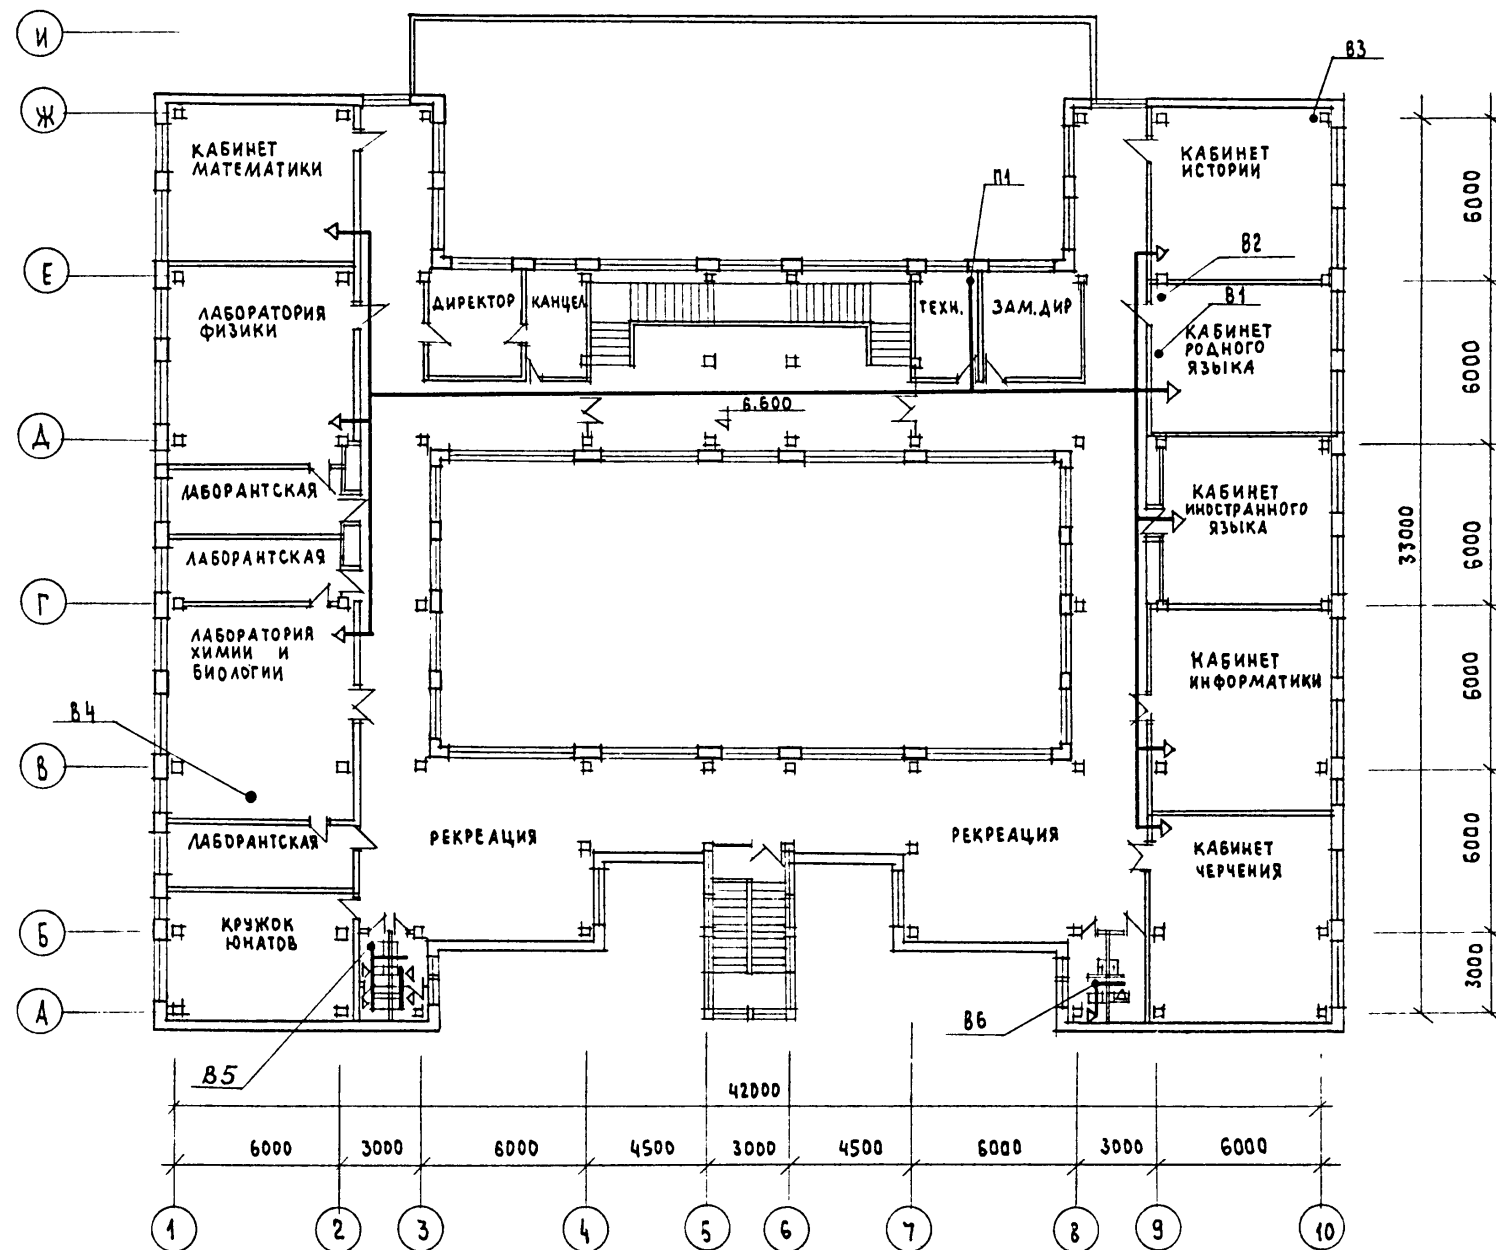 И
Ж
Е
Д
Г
В
Б
А
В3
КАБИНЕТ
МАТЕМАТИКИ
КАБИНЕТ
ИСТОРИИ
П1
В2
В1
ЛАБОРАТОРИЯ
ФИЗИКИ
ДИРЕКТОР
КАНЦЕЛ
ТЕХН.
ЗАМ.ДИР
КАБИНЕТ
РОДНОГО
ЯЗЫКА
6.600
ЛАБОРАНТСКАЯ
ЛАБОРАНТСКАЯ
КАБИНЕТ
ИНОСТРАННОГО
ЯЗЫКА
ЛАБОРАТОРИЯ
ХИМИИ И
БИОЛОГИИ
КАБИНЕТ
ИНФОРМАТИКИ
В4
ЛАБОРАНТСКАЯ
РЕКРЕАЦИЯ
РЕКРЕАЦИЯ
КАБИНЕТ
ЧЕРЧЕНИЯ
КРУЖОК
ЮНАТОВ
В5
В6
6000
6000
6000
6000
6000
3000
33000
42000
6000
3000
6000
4500
3000
4500
6000
3000
6000
1
2
3
4
5
6
7
8
9
10